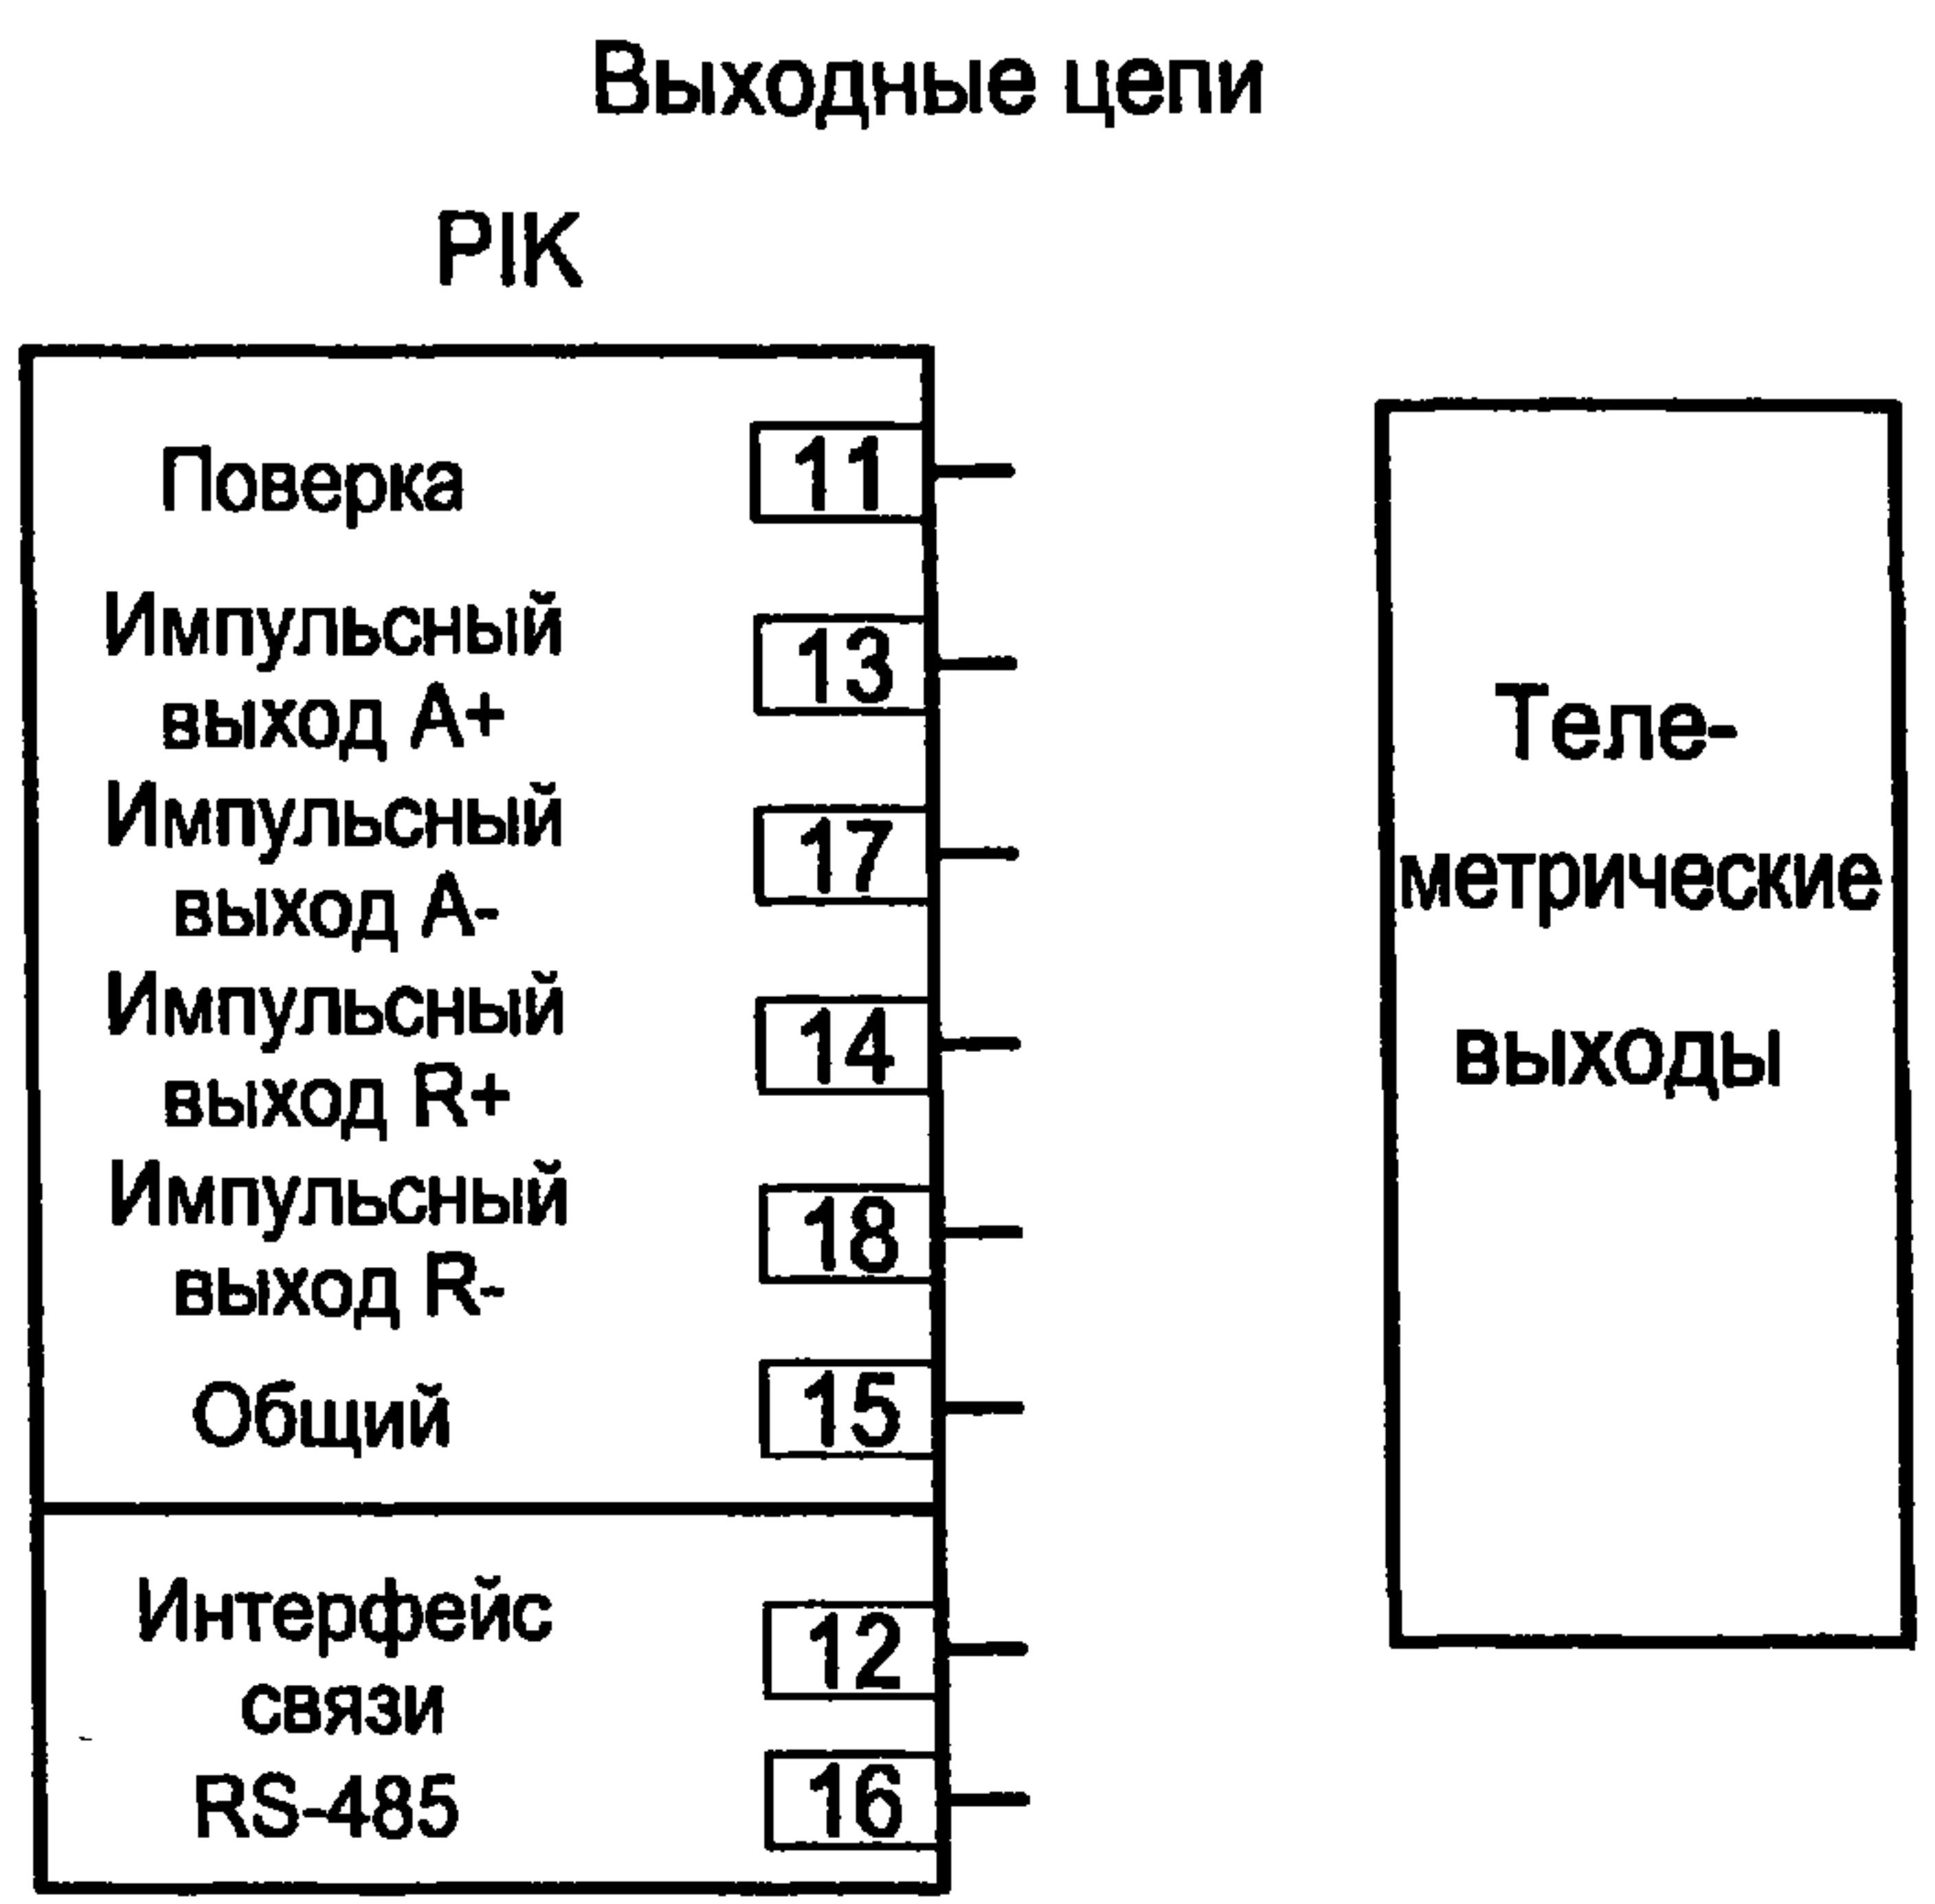 Выходные цепи
PIK
Поверка
11
Импульсный
выход A+
13
Импульсный
выход A-
17
Импульсный
выход R+
14
Импульсный
выход R-
18
Общий
15
Интерфейс
связи
RS-485
12
16
Теле-
метрические
выходы